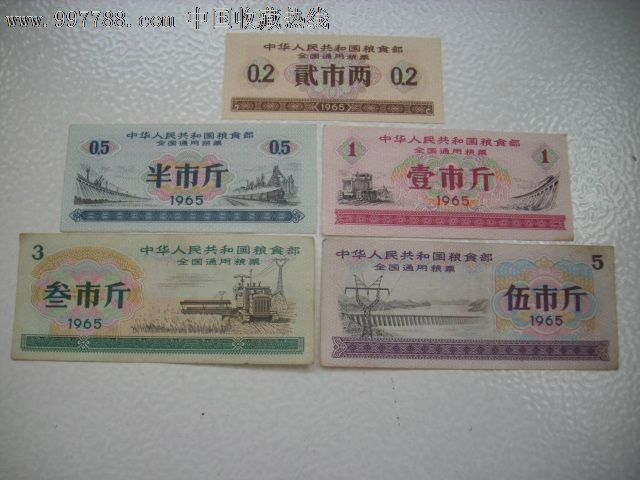 www.997788.com 中国收藏热线
中华人民共和国粮食部
全国通用粮票
0.2 贰市两 0.2
1965
中华人民共和国粮食部
0.5 全国通用粮票 0.5
半市斤
1965
中华人民共和国粮食部
1 全国通用粮票 1
壹市斤
1965
3 中华人民共和国粮食部
全国通用粮票
叁市斤
1965
中华人民共和国粮食部 5
全国通用粮票
伍市斤
1965